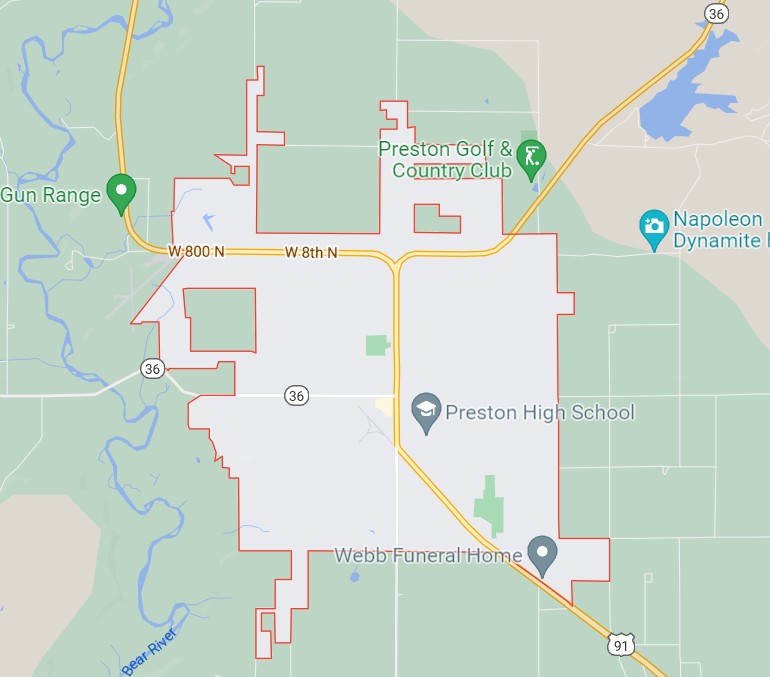 36
Preston Golf &
Country Club
Gun Range
Napoleon
Dynamite
W 800 N
W 8th N
36
36
Preston High School
Webb Funeral Home
91
Bear River